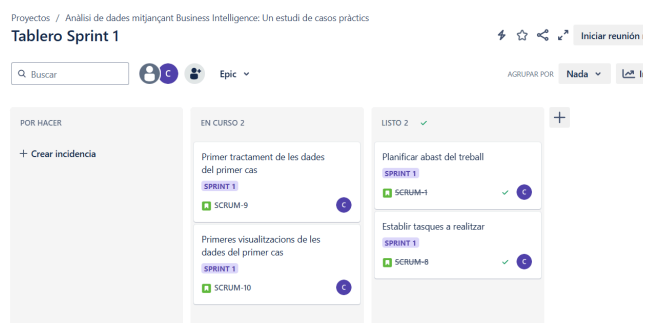 Proyectos / Anàlisi de dades mitjançant Business Intelligence: Un estudi de casos pràctics
Tablero Sprint 1
Iniciar reunión
Buscar
C
Epic
AGRUPAR POR
Nada
POR HACER
+ Crear incidencia
EN CURSO 2
Primer tractament de les dades
del primer cas
SPRINT 1
SCRUM-9
C
Primeres visualitzacions de les
dades del primer cas
SPRINT 1
SCRUM-10
C
LISTO 2
Planificar abast del treball
SPRINT 1
SCRUM-1
C
Establir tasques a realitzar
SPRINT 1
SCRUM-8
C